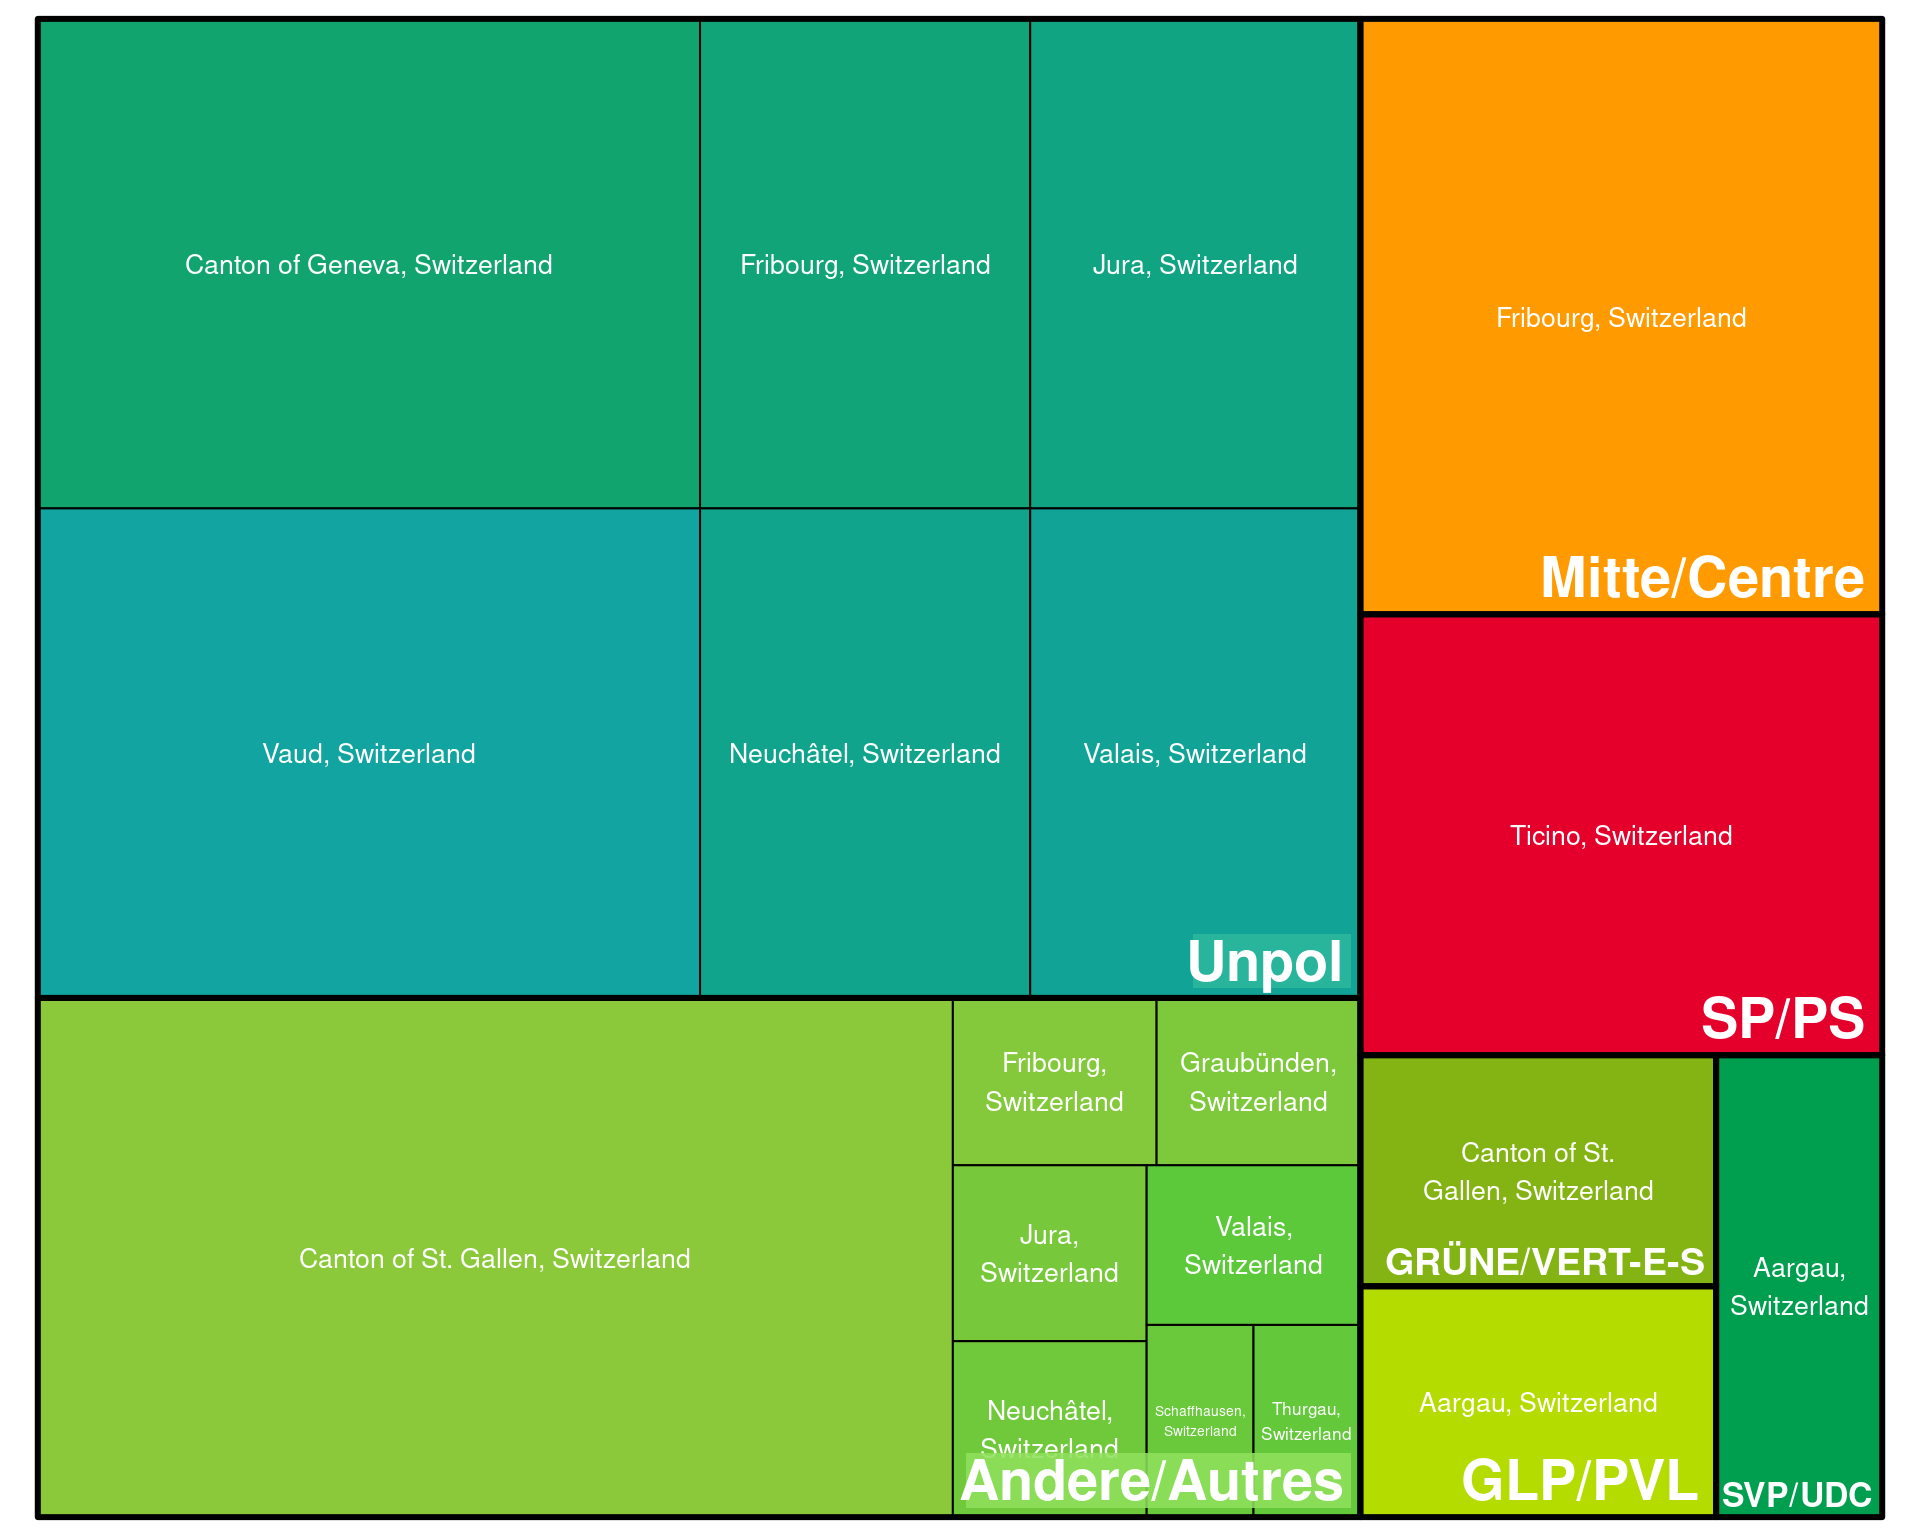 Canton of Geneva, Switzerland
Fribourg, Switzerland
Jura, Switzerland
Vaud, Switzerland
Neuchâtel, Switzerland
Valais, Switzerland
Unpol
Fribourg, Switzerland
Mitte/Centre
Ticino, Switzerland
SP/PS
Canton of St. Gallen, Switzerland
Fribourg,
Switzerland
Graubünden,
Switzerland
Jura,
Switzerland
Valais,
Switzerland
Neuchâtel,
Switzerland
Schaffhausen,
Switzerland
Thurgau,
Switzerland
Andere/Autres
Canton of St.
Gallen, Switzerland
GRÜNE/VERT-E-S
Aargau, Switzerland
GLP/PVL
Aargau,
Switzerland
SVP/UDC